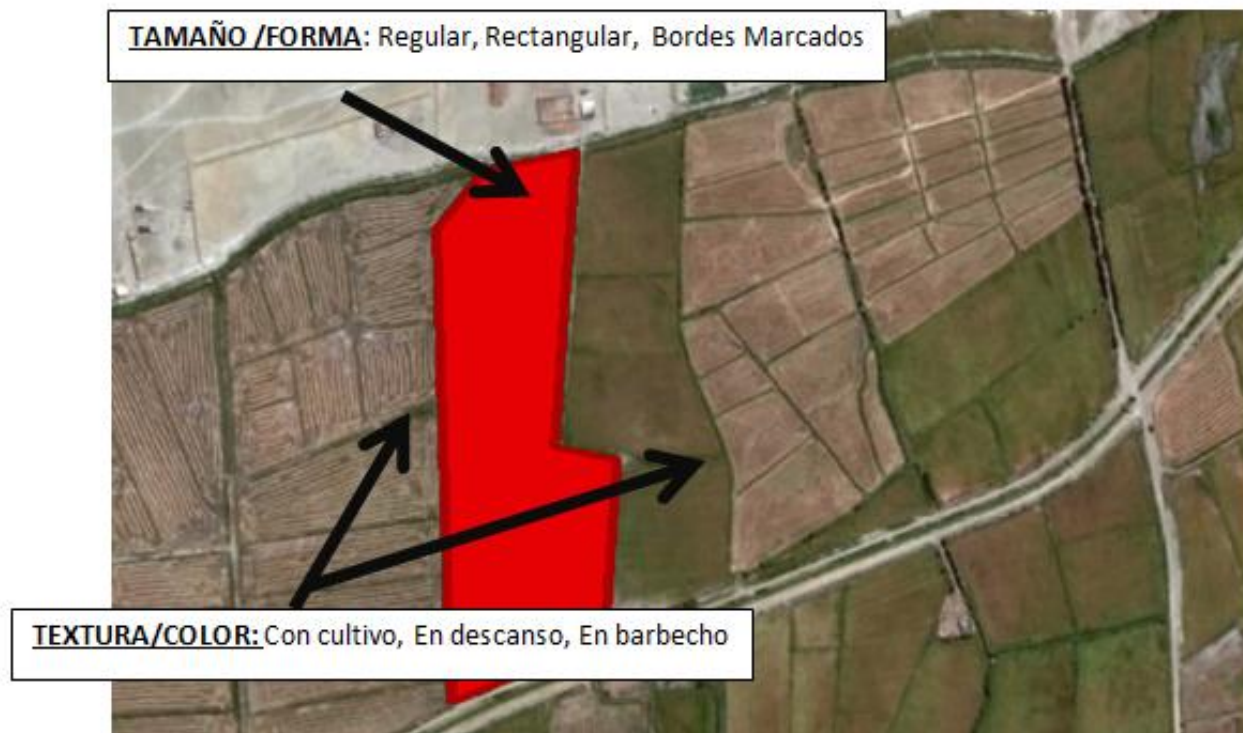 TAMAÑO /FORMA: Regular, Rectangular, Bordes Marcados
TEXTURA/COLOR: Con cultivo, En descanso, En barbecho